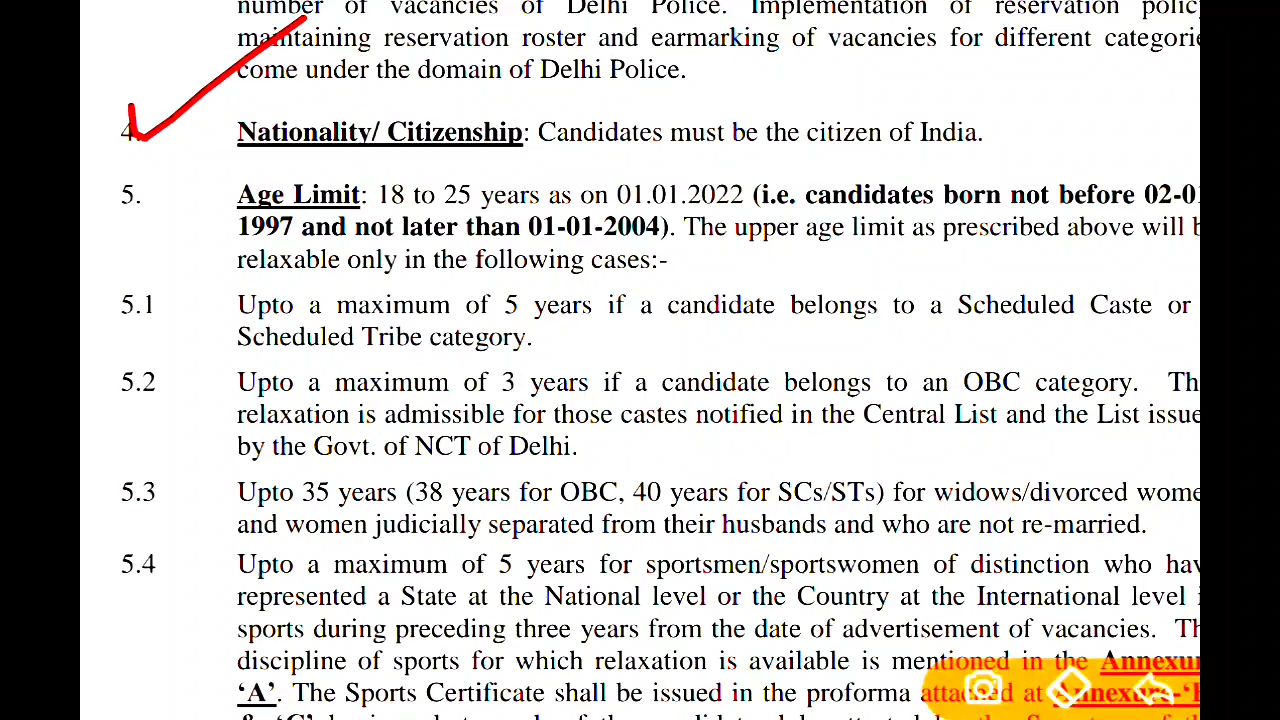 number of vacancies of Delhi Police. Implementation of reservation policy
maintaining reservation roster and earmarking of vacancies for different categorie
come under the domain of Delhi Police.
4. Nationality/ Citizenship: Candidates must be the citizen of India.
5. Age Limit: 18 to 25 years as on 01.01.2022 (i.e. candidates born not before 02-0
1997 and not later than 01-01-2004). The upper age limit as prescribed above will b
relaxable only in the following cases:-
5.1 Upto a maximum of 5 years if a candidate belongs to a Scheduled Caste or
Scheduled Tribe category.
5.2 Upto a maximum of 3 years if a candidate belongs to an OBC category. Th
relaxation is admissible for those castes notified in the Central List and the List issue
by the Govt. of NCT of Delhi.
5.3 Upto 35 years (38 years for OBC, 40 years for SCs/STs) for widows/divorced wome
and women judicially separated from their husbands and who are not re-married.
5.4 Upto a maximum of 5 years for sportsmen/sportswomen of distinction who hav
represented a State at the National level or the Country at the International level i
sports during preceding three years from the date of advertisement of vacancies. Th
discipline of sports for which relaxation is available is mentioned in the Annexur
‘A’. The Sports Certificate shall be issued in the proforma attached at Annexure-‘B